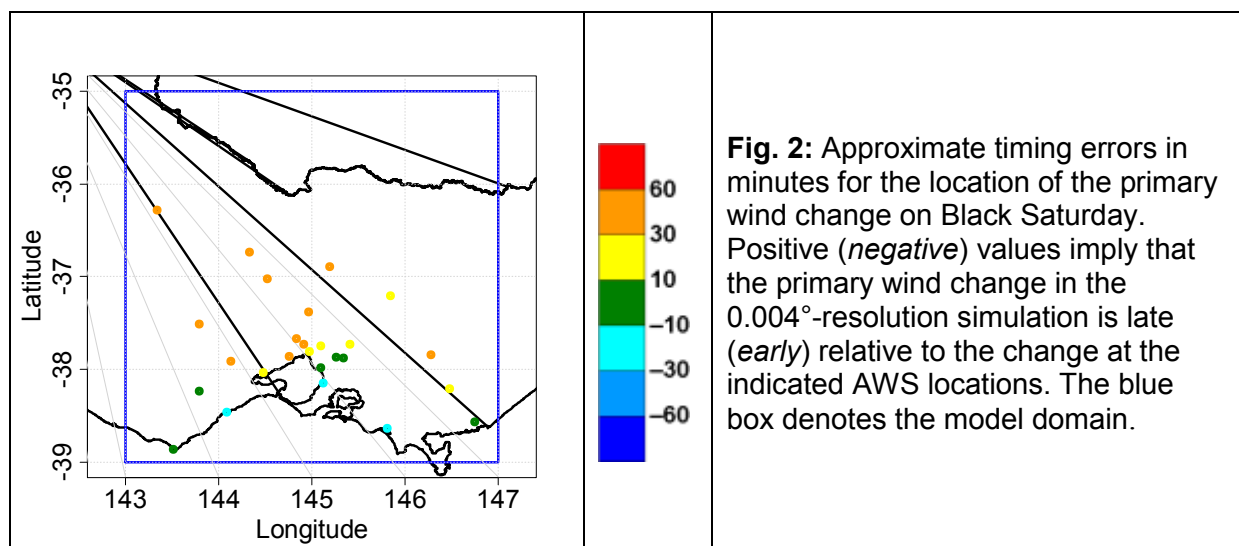 -35
-36
-37
-38
-39
Latitude
143 144 145 146 147
Longitude
60
30
10
–10
–30
–60
Fig. 2: Approximate timing errors in
minutes for the location of the primary
wind change on Black Saturday.
Positive (negative) values imply that
the primary wind change in the
0.004°-resolution simulation is late
(early) relative to the change at the
indicated AWS locations. The blue
box denotes the model domain.